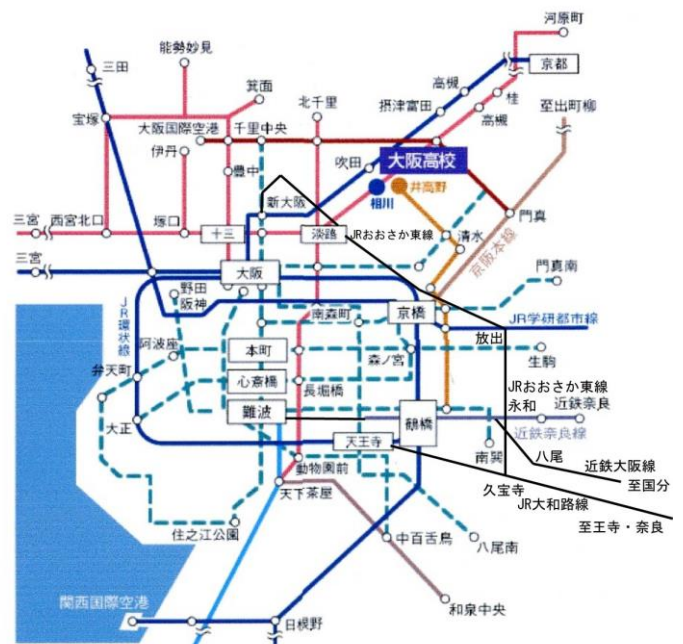 河原町
能勢妙見
三田
京都
箕面
高槻
桂
北千里
摂津富田
高槻
至出町柳
宝塚
大阪国際空港
千里中央
伊丹
吹田
大阪高校
豊中
相川
井高野
新大阪
門真
三宮
西宮北口
塚口
十三
淡路
JRおおさか東線
清水
京阪本線
三宮
大阪
門真南
野田
阪神
JR環状線
京橋
南森町
JR学研都市線
放出
阿波座
本町
森ノ宮
生駒
弁天町
心斎橋
長堀橋
JRおおさか東線
永和
近鉄奈良
難波
鶴橋
大正
近鉄奈良線
天王寺
南巽
八尾
近鉄大阪線
動物園前
至国分
天下茶屋
久宝寺
JR大和路線
至王寺・奈良
住之江公園
中百舌鳥
八尾南
関西国際空港
和泉中央
日根野